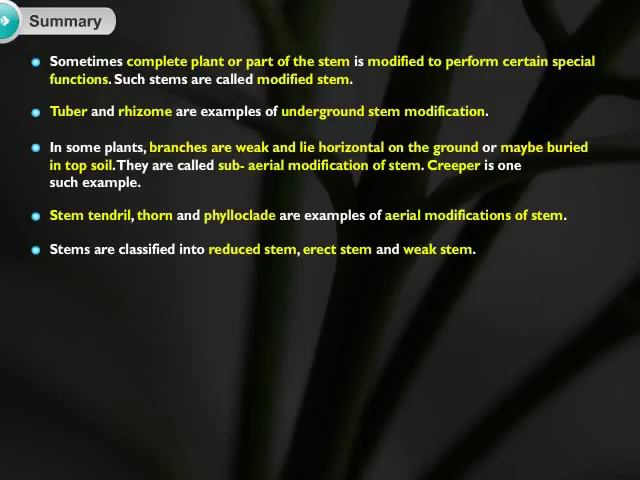 Summary
Sometimes complete plant or part of the stem is modified to perform certain special
functions. Such stems are called modified stem.
Tuber and rhizome are examples of underground stem modification.
In some plants, branches are weak and lie horizontal on the ground or maybe buried
in top soil. They are called sub- aerial modification of stem. Creeper is one
such example.
Stem tendril, thorn and phylloclade are examples of aerial modifications of stem.
Stems are classified into reduced stem, erect stem and weak stem.